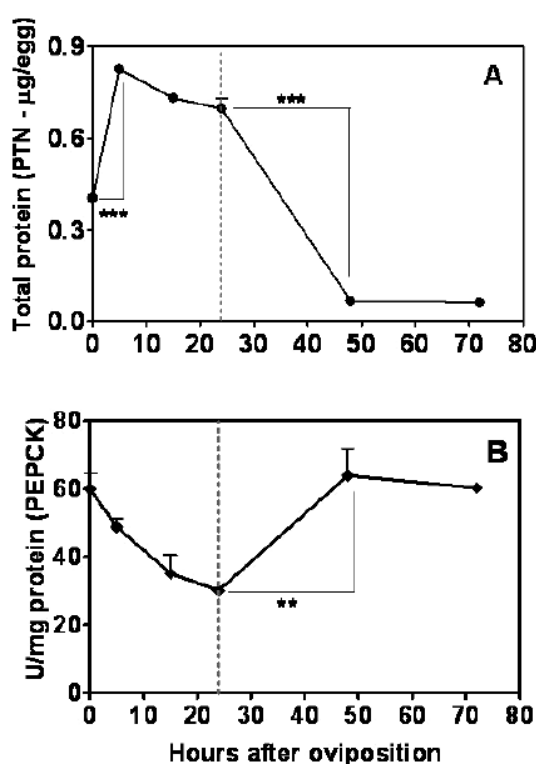 Total protein (PTN - µg/egg)
0.9
0.6
0.3
0.0
A
***
***
0 10 20 30 40 50 60 70 80
U/mg protein (PEPCK)
80
60
40
20
0
B
**
0 10 20 30 40 50 60 70 80
Hours after oviposition